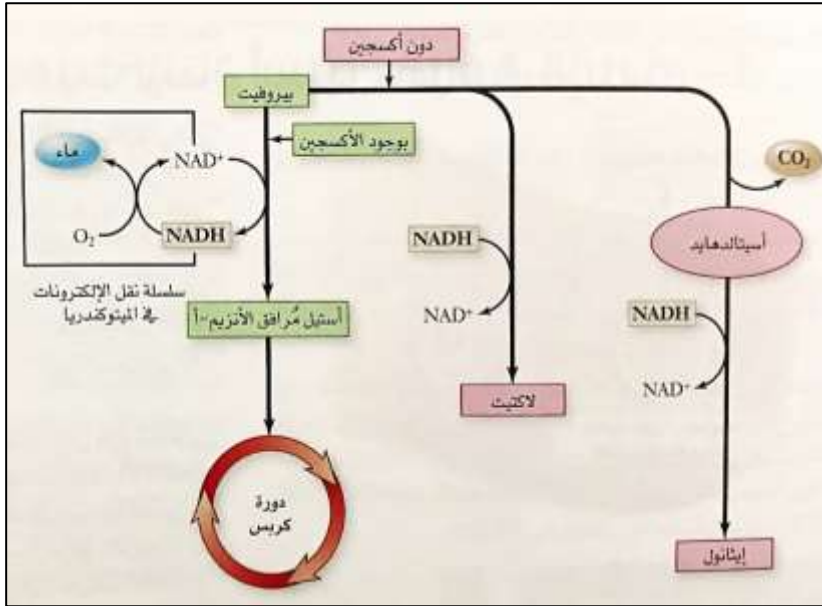 دون أكسجين
بيروفيت
بوجود الأكسجين
ماء
NAD⁺
O₂
NADH
سلسلة نقل الإلكترونات
في الميتوكندريا
أستيل مُرافق الأنزيم-أ
دورة
كربس
NADH
NAD⁺
لاكتيت
CO₂
أسيتالدهايد
NADH
NAD⁺
إيثانول